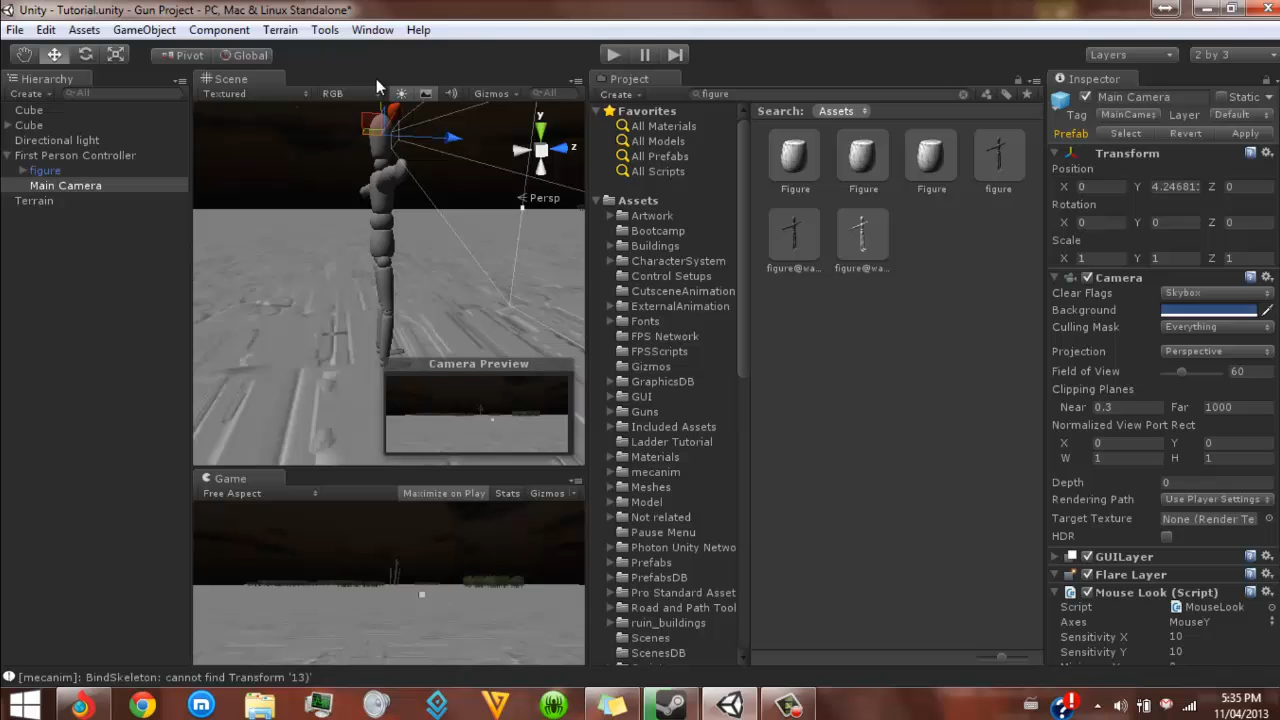 Unity - Tutorial.unity - Gun Project - PC, Mac & Linux Standalone*
File Edit Assets GameObject Component Terrain Tools Window Help
Pivot Global Layers 2 by 3
Hierarchy
Create All
Cube
Cube
Directional light
First Person Controller
figure
Main Camera
Terrain
Scene
Textured RGB Gizmos All
y
z
Persp
Camera Preview
Game
Free Aspect Maximize on Play Stats Gizmos
Project
Create figure
Favorites
All Materials
All Models
All Prefabs
All Scripts
Assets
Artwork
Bootcamp
Buildings
CharacterSystem
Control Setups
CutsceneAnimation
ExternalAnimation
Fonts
FPS Network
FPSScripts
Gizmos
GraphicsDB
GUI
Guns
Included Assets
Ladder Tutorial
Materials
mecanim
Meshes
Model
Not related
Pause Menu
Photon Unity Netwo
Prefabs
PrefabsDB
Pro Standard Asset
Road and Path Tool
ruin_buildings
Scenes
ScenesDB
Search: Assets
Figure Figure Figure figure
figure@wa... figure@wa...
Inspector
Main Camera Static
Tag MainCamer Layer Default
Prefab Select Revert Apply
Transform
Position
X 0 Y 4.24681 Z 0
Rotation
X 0 Y 0 Z 0
Scale
X 1 Y 1 Z 1
Camera
Clear Flags Skybox
Background
Culling Mask Everything
Projection Perspective
Field of View 60
Clipping Planes
Near 0.3 Far 1000
Normalized View Port Rect
X 0 Y 0
W 1 H 1
Depth 0
Rendering Path Use Player Settings
Target Texture None (Render Te
HDR
GUILayer
Flare Layer
Mouse Look (Script)
Script MouseLook
Axes MouseY
Sensitivity X 10
Sensitivity Y 10
[mecanim]: BindSkeleton: cannot find Transform '13)'
5:35 PM
11/04/2013